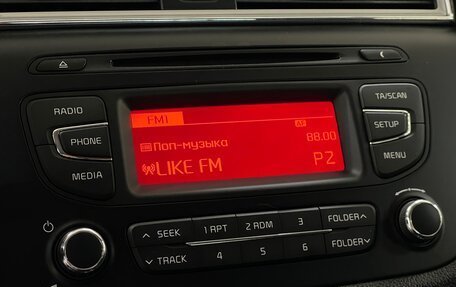 TA/SCAN
RADIO
FM1
AF
SETUP
PHONE
Поп-музыка
88.00
MENU
LIKE FM
P2
MEDIA
SEEK
1 RPT
2 RDM
3
FOLDER
TRACK
4
5
6
FOLDER